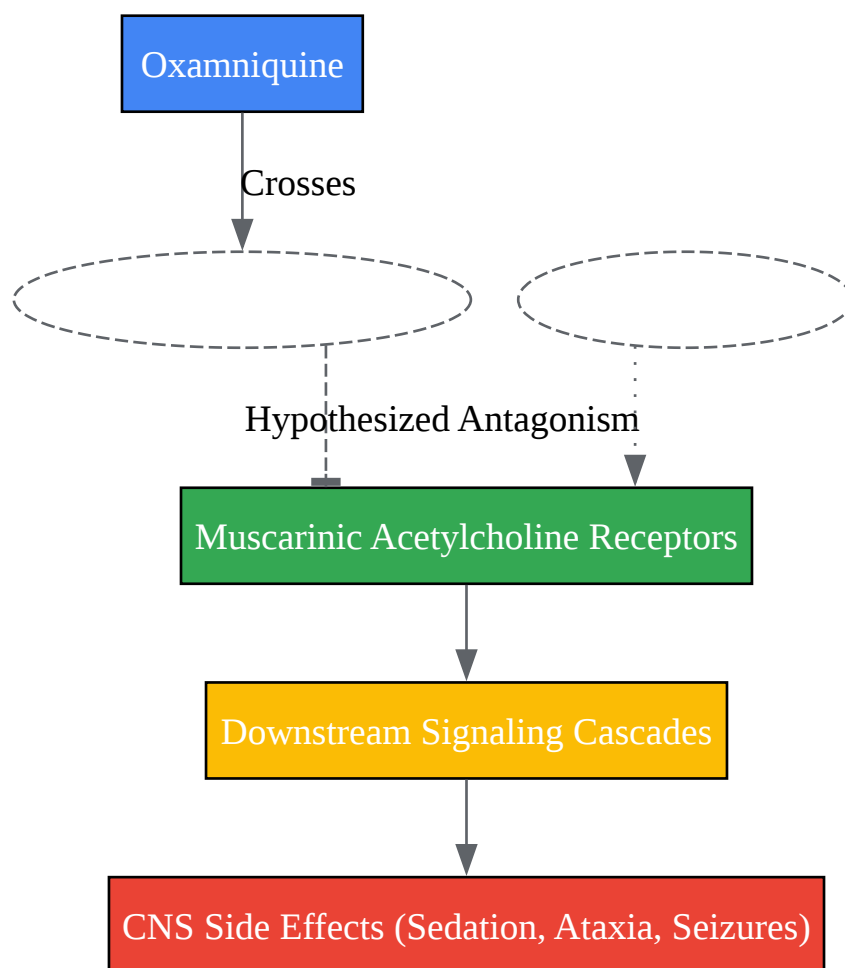 Oxamniquine
Crosses
Hypothesized Antagonism
Muscarinic Acetylcholine Receptors
Downstream Signaling Cascades
CNS Side Effects (Sedation, Ataxia, Seizures)